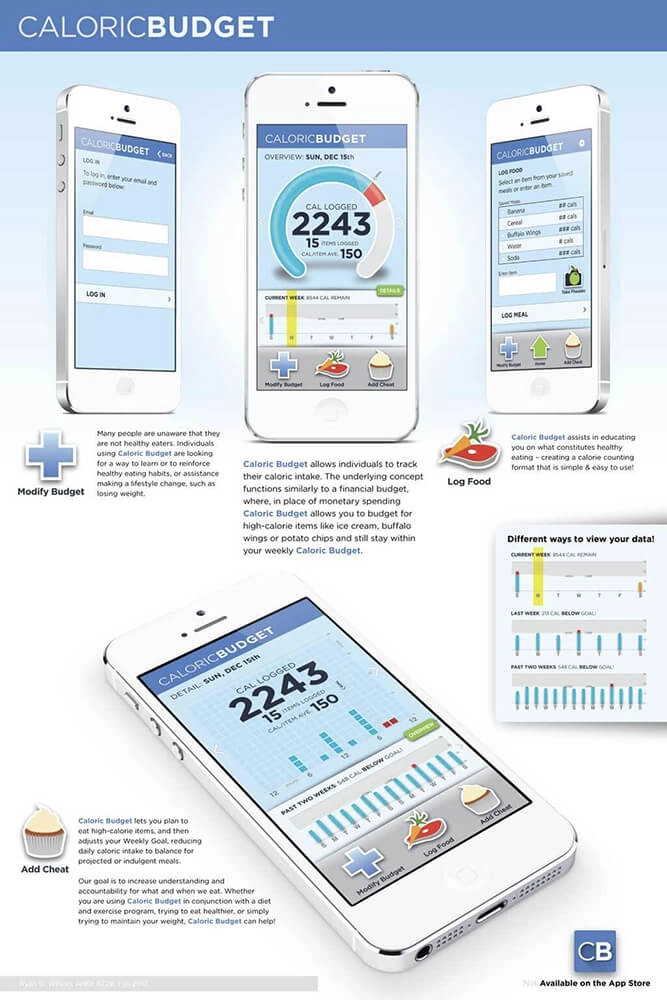 CALORICBUDGET
CALORICBUDGET
BACK
LOG IN
To log in, enter your email and
password below:
Email
Password
LOG IN
CALORICBUDGET
OVERVIEW: SUN, DEC 15th
CAL LOGGED
2243
15 ITEMS LOGGED
CAL/ITEM AVE. 150
DETAILS
CURRENT WEEK: 8544 CAL REMAIN
S M T W T F S
Modify Budget
Log Food
Add Cheat
CALORICBUDGET
LOG FOOD
Select an item from your saved
meals or enter an item.
Saved Meals
Banana ## cals
Cereal ## cals
Buffalo Wings ### cals
Water # cals
Soda ### cals
Enter Item
Take Photo
LOG MEAL
Modify Budget
Home
Add Cheat
Modify Budget
Many people are unaware that they
are not healthy eaters. Individuals
using Caloric Budget are looking
for a way to learn or to reinforce
healthy eating habits, or assistance
making a lifestyle change, such as
losing weight.
Caloric Budget allows individuals to track
their caloric intake. The underlying concept
functions similarly to a financial budget,
where, in place of monetary spending
Caloric Budget allows you to budget for
high-calorie items like ice cream, buffalo
wings or potato chips and still stay within
your weekly Caloric Budget.
Log Food
Caloric Budget assists in educating
you on what constitutes healthy
eating – creating a calorie counting
format that is simple & easy to use!
Different ways to view your data!
CURRENT WEEK: 8544 CAL REMAIN
S M T W T F S
LAST WEEK: 213 CAL BELOW GOAL!
PAST TWO WEEKS: 548 CAL BELOW GOAL!
CALORICBUDGET
DETAIL: SUN, DEC 15th
CAL LOGGED
2243
15 ITEMS LOGGED
CAL/ITEM AVE. 150
12 6 12 6 12
OVERVIEW
PAST TWO WEEKS: 548 CAL BELOW GOAL!
S M T W T F S S M T W T F S
Modify Budget
Log Food
Add Cheat
Add Cheat
Caloric Budget lets you plan to
eat high-calorie items, and then
adjusts your Weekly Goal, reducing
daily caloric intake to balance for
projected or indulgent meals.
Our goal is to increase understanding and
accountability for what and when we eat. Whether
you are using Caloric Budget in conjunction with a diet
and exercise program, trying to eat healthier, or simply
trying to maintain your weight, Caloric Budget can help!
CB
Not Available on the App Store